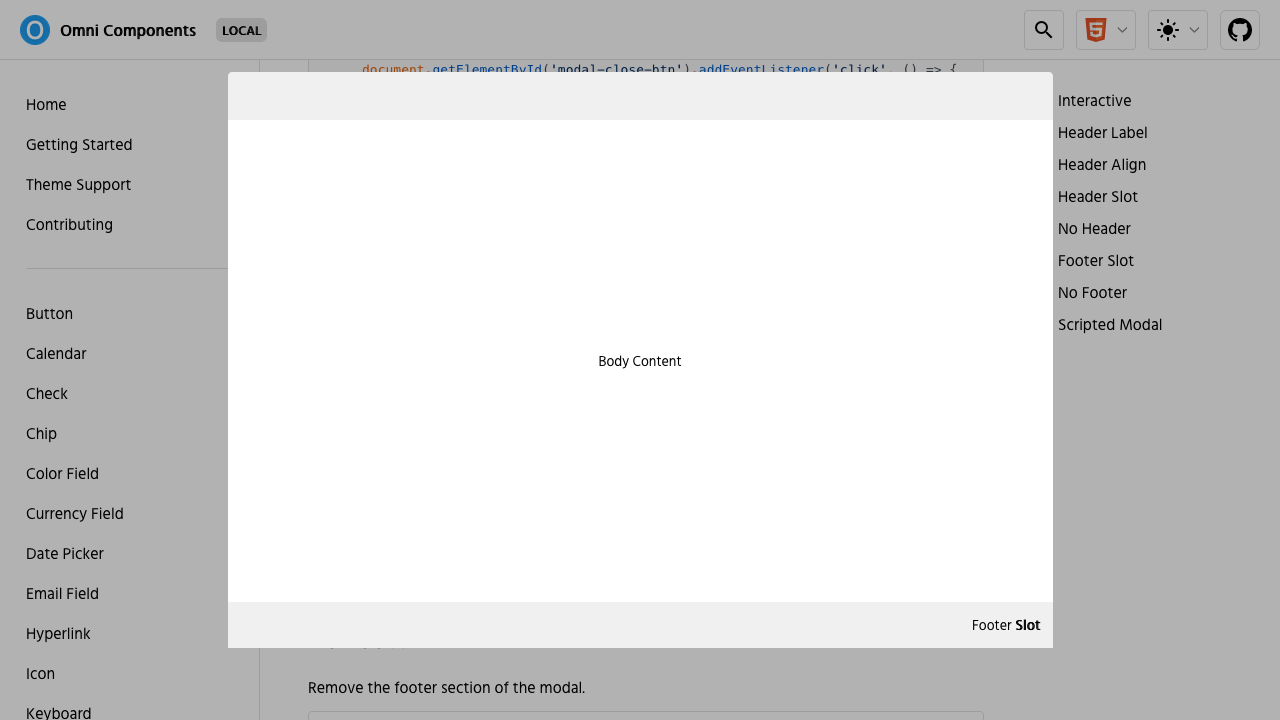 Omni Components
LOCAL
document.getElementById('modal-close-btn').addEventListener('click', () => {
Home
Getting Started
Theme Support
Contributing
Button
Calendar
Check
Chip
Color Field
Currency Field
Date Picker
Email Field
Hyperlink
Icon
Keyboard
Body Content
Footer Slot
Remove the footer section of the modal.
Interactive
Header Label
Header Align
Header Slot
No Header
Footer Slot
No Footer
Scripted Modal